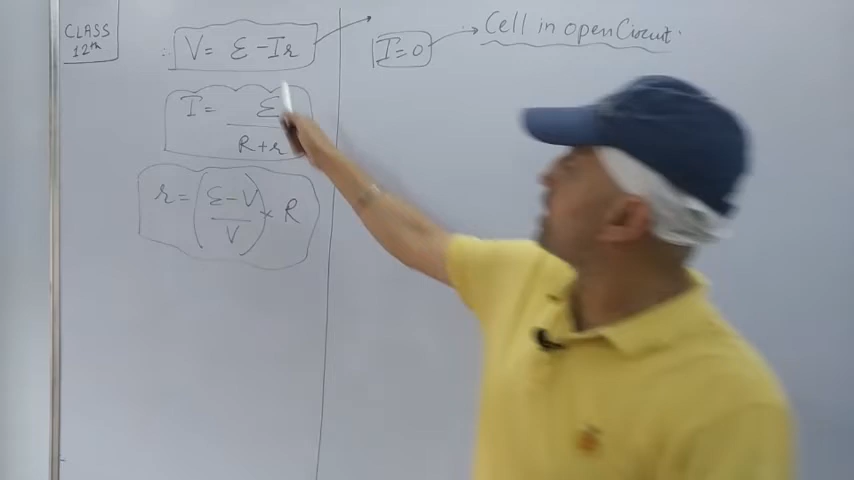 CLASS
12th
∴ V = Ɛ - Ir
I = Ɛ / R + r
r = (Ɛ - V / V) × R
I = 0
Cell in open Circuit.